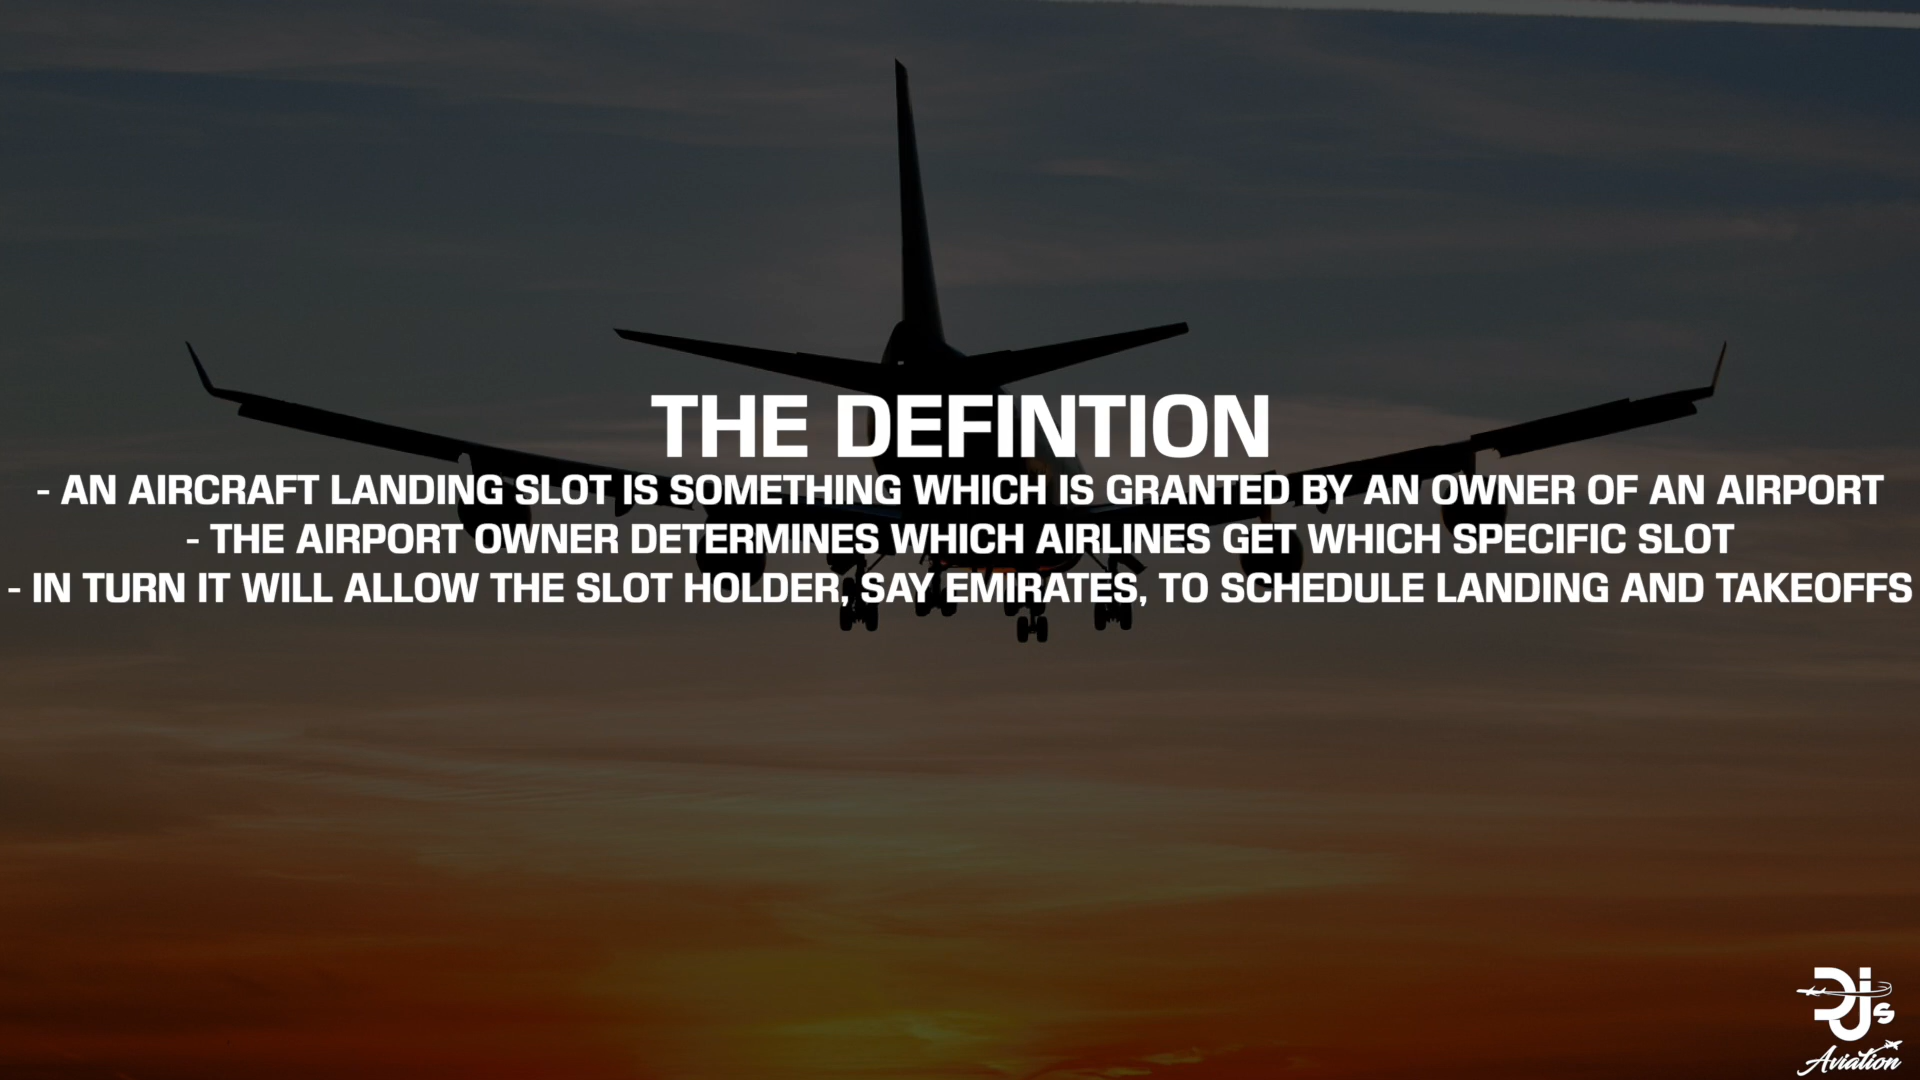 THE DEFINTION
- AN AIRCRAFT LANDING SLOT IS SOMETHING WHICH IS GRANTED BY AN OWNER OF AN AIRPORT
- THE AIRPORT OWNER DETERMINES WHICH AIRLINES GET WHICH SPECIFIC SLOT
- IN TURN IT WILL ALLOW THE SLOT HOLDER, SAY EMIRATES, TO SCHEDULE LANDING AND TAKEOFFS
DJs
Aviation